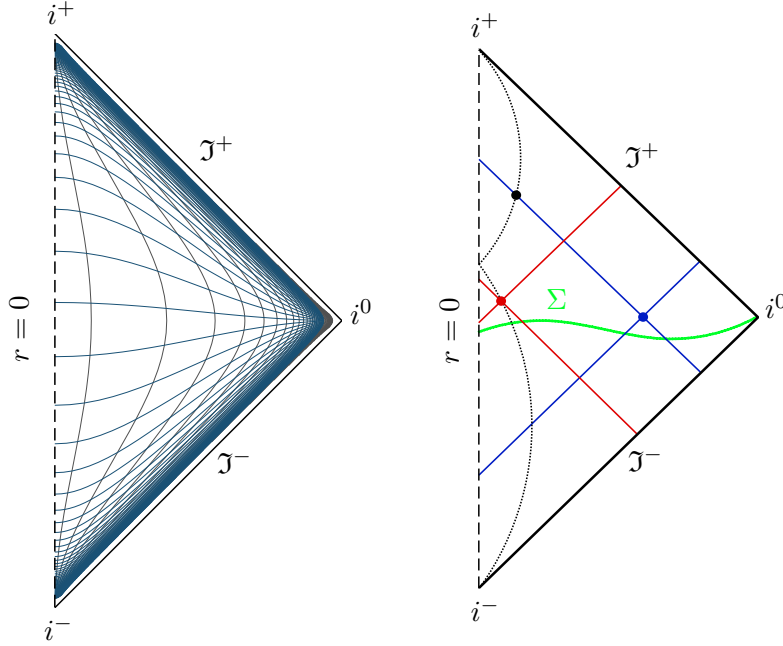 i⁺
ℑ⁺
r = 0
i⁰
ℑ⁻
i⁻
i⁺
ℑ⁺
r = 0
Σ
i⁰
ℑ⁻
i⁻